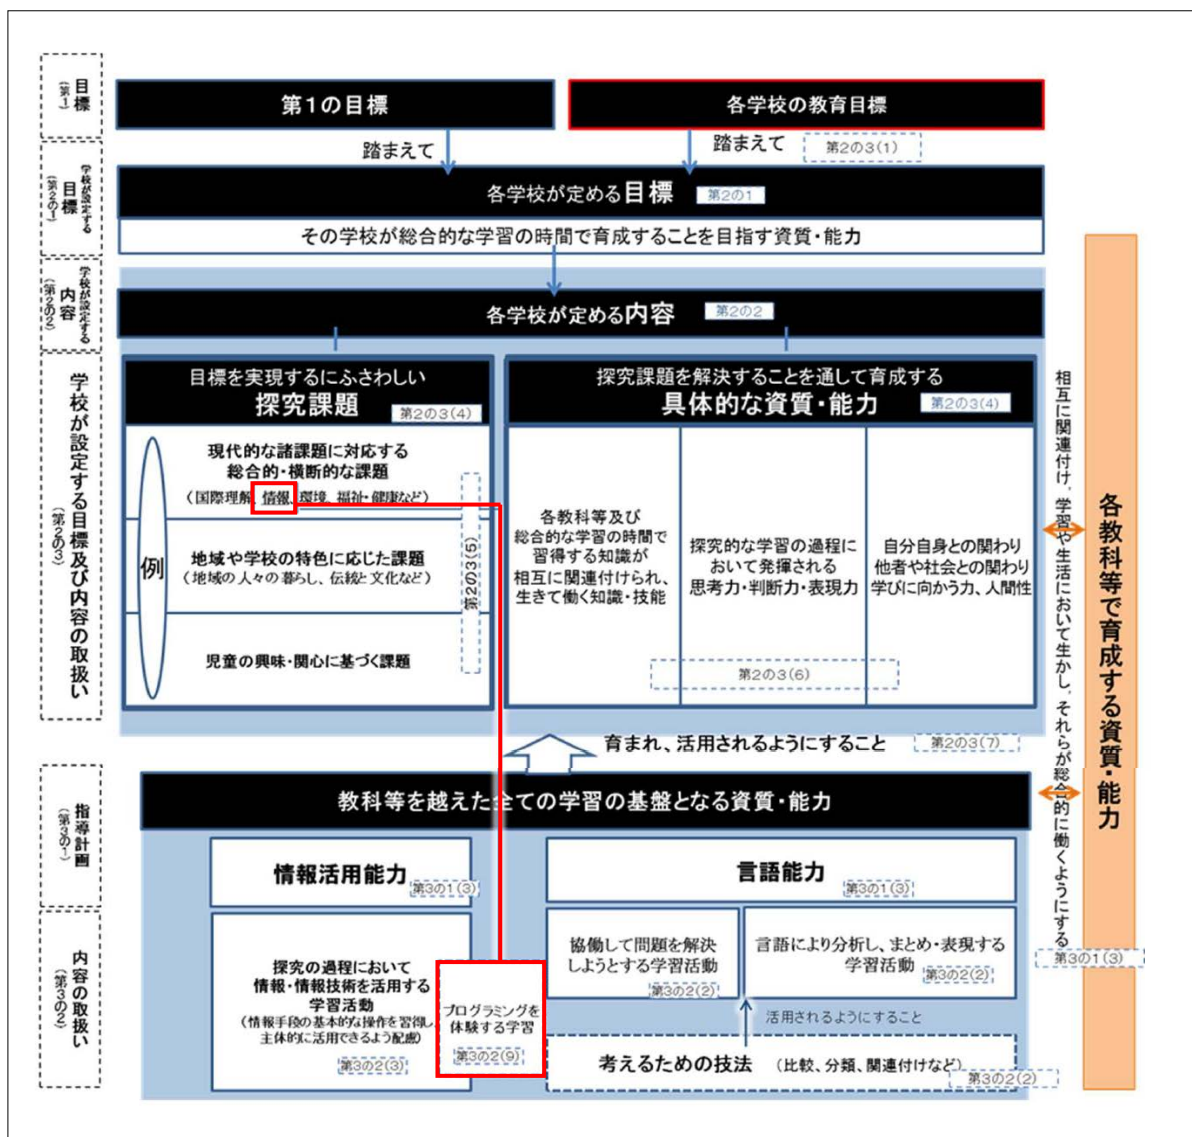 目標
(第1)
第1の目標
各学校の教育目標
踏まえて
踏まえて
第2の3(1)
学校が設定する
目標
(第2の1)
各学校が定める目標
第2の1
その学校が総合的な学習の時間で育成することを目指す資質・能力
学校が設定する
内容
(第2の2)
各学校が定める内容
第2の2
学校が設定する目標及び内容の取扱い
(第2の3)
目標を実現するにふさわしい
探究課題
第2の3(4)
例
現代的な諸課題に対応する
総合的・横断的な課題
(国際理解、情報、環境、福祉・健康など)
地域や学校の特色に応じた課題
(地域の人々の暮らし、伝統と文化など)
児童の興味・関心に基づく課題
第2の3(5)
探究課題を解決することを通して育成する
具体的な資質・能力
第2の3(4)
各教科等及び
総合的な学習の時間で
習得する知識が
相互に関連付けられ、
生きて働く知識・技能
探究的な学習の過程に
おいて発揮される
思考力・判断力・表現力
自分自身との関わり
他者や社会との関わり
学びに向かう力、人間性
第2の3(6)
育まれ、活用されるようにすること
第2の3(7)
指導計画
(第3の1)
教科等を越えた全ての学習の基盤となる資質・能力
情報活用能力
第3の1(3)
言語能力
第3の1(3)
内容の取扱い
(第3の2)
探究の過程において
情報・情報技術を活用する
学習活動
(情報手段の基本的な操作を習得し、
主体的に活用できるよう配慮)
第3の2(3)
プログラミングを
体験する学習
第3の2(9)
協働して問題を解決
しようとする学習活動
第3の2(2)
言語により分析し、まとめ・表現する
学習活動
第3の2(2)
活用されるようにすること
考えるための技法
(比較、分類、関連付けなど)
第3の2(2)
相互に関連付け、学習や生活において生かし、それらが総合的に働くようにする
第3の1(3)
各教科等で育成する資質・能力